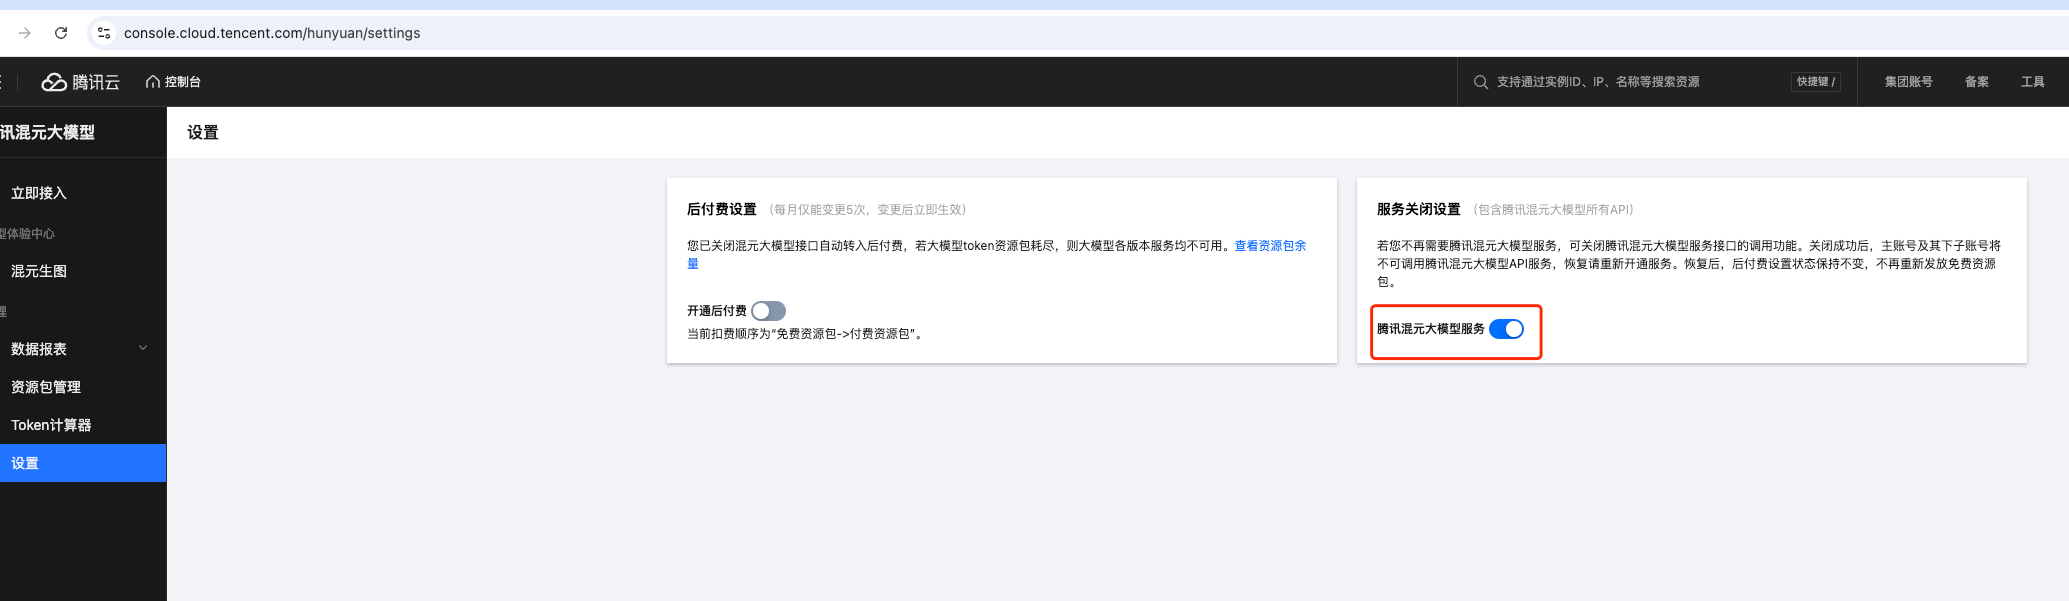 console.cloud.tencent.com/hunyuan/settings
腾讯云
控制台
支持通过实例ID、IP、名称等搜索资源
快捷键 /
集团账号
备案
工具
讯混元大模型
设置
立即接入
型体验中心
混元生图
理
数据报表
资源包管理
Token计算器
设置
后付费设置 （每月仅能变更5次，变更后立即生效）
您已关闭混元大模型接口自动转入后付费，若大模型token资源包耗尽，则大模型各版本服务均不可用。查看资源包余
量
开通后付费
当前扣费顺序为“免费资源包->付费资源包”。
服务关闭设置 （包含腾讯混元大模型所有API）
若您不再需要腾讯混元大模型服务，可关闭腾讯混元大模型服务接口的调用功能。关闭成功后，主账号及其下子账号将
不可调用腾讯混元大模型API服务，恢复请重新开通服务。恢复后，后付费设置状态保持不变，不再重新发放免费资源
包。
腾讯混元大模型服务